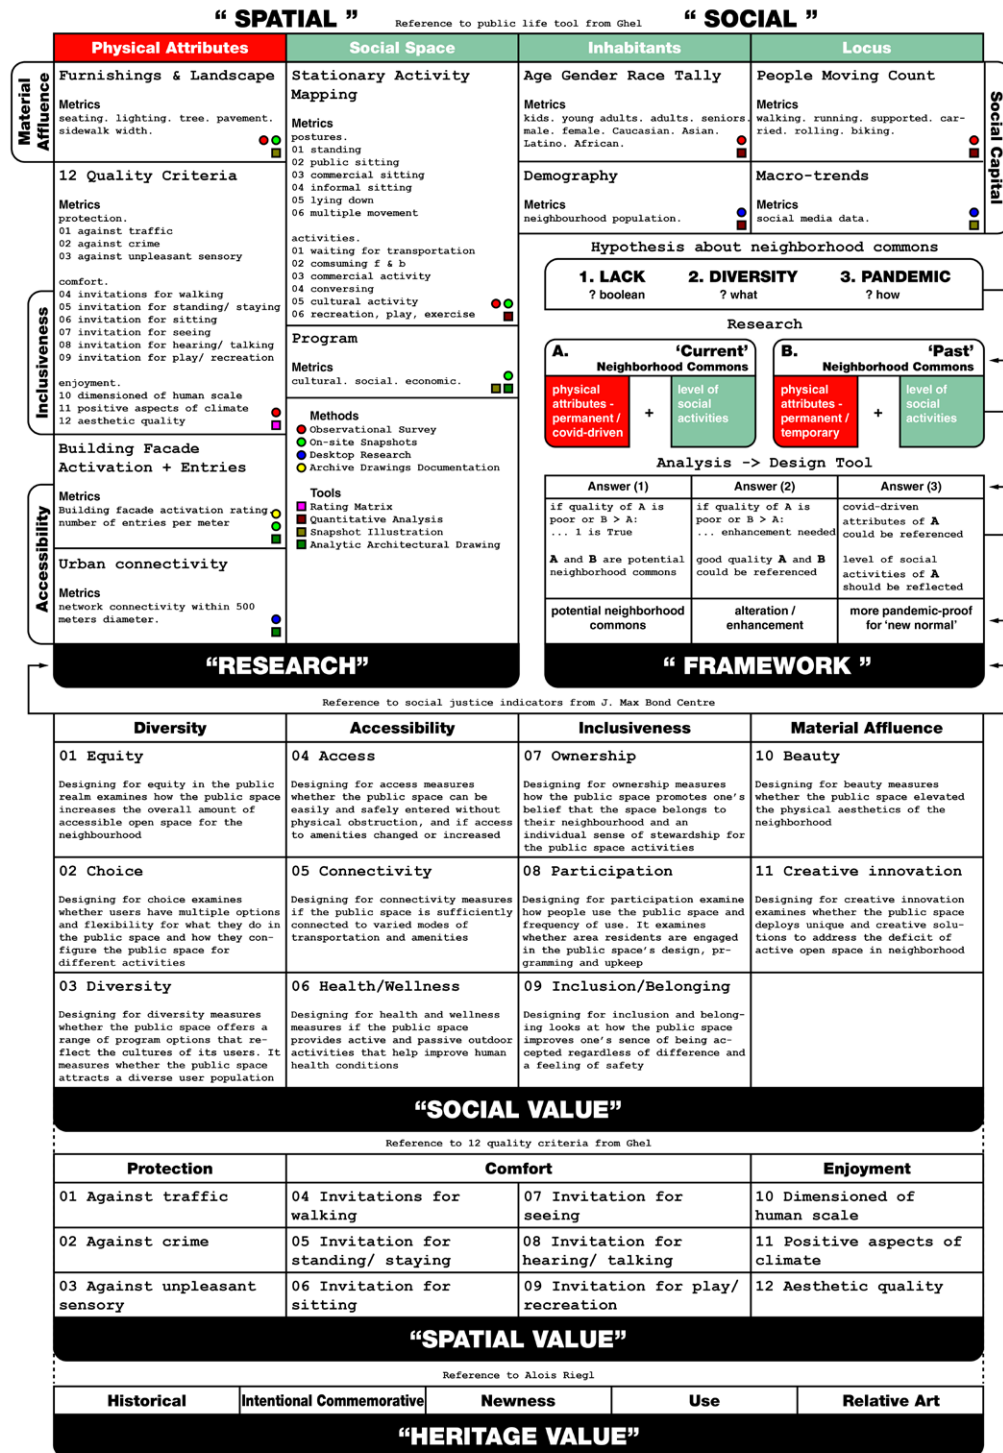 “ SPATIAL ”
Reference to public life tool from Ghel
“ SOCIAL ”
Physical Attributes
Social Space
Inhabitants
Locus
Material
Affluence
Furnishings & Landscape
Metrics
seating. lighting. tree. pavement.
sidewalk width.
Inclusiveness
12 Quality Criteria
Metrics
protection.
01 against traffic
02 against crime
03 against unpleasant sensory
comfort.
04 invitations for walking
05 invitation for standing/ staying
06 invitation for sitting
07 invitation for seeing
08 invitation for hearing/ talking
09 invitation for play/ recreation
enjoyment.
10 dimensioned of human scale
11 positive aspects of climate
12 aesthetic quality
Accessibility
Building Facade
Activation + Entries
Metrics
Building facade activation rating.
number of entries per meter
Urban connectivity
Metrics
network connectivity within 500
meters diameter.
Stationary Activity
Mapping
Metrics
postures.
01 standing
02 public sitting
03 commercial sitting
04 informal sitting
05 lying down
06 multiple movement
activities.
01 waiting for transportation
02 comsuming f & b
03 commercial activity
04 conversing
05 cultural activity
06 recreation, play, exercise
Program
Metrics
cultural. social. economic.
Methods
Observational Survey
On-site Snapshots
Desktop Research
Archive Drawings Documentation
Tools
Rating Matrix
Quantitative Analysis
Snapshot Illustration
Analytic Architectural Drawing
“RESEARCH”
Age Gender Race Tally
Metrics
kids. young adults. adults. seniors.
male. female. Caucasian. Asian.
Latino. African.
People Moving Count
Metrics
walking. running. supported. car-
ried. rolling. biking.
Social Capital
Demography
Metrics
neighbourhood population.
Macro-trends
Metrics
social media data.
Hypothesis about neighborhood commons
1. LACK
? boolean
2. DIVERSITY
? what
3. PANDEMIC
? how
Research
A.
‘Current’
Neighborhood Commons
physical
attributes -
permanent /
covid-driven
+
level of
social
activities
B.
‘Past’
Neighborhood Commons
physical
attributes -
permanent /
temporary
+
level of
social
activities
Analysis -> Design Tool
Answer (1)
Answer (2)
Answer (3)
if quality of A is
poor or B > A:
... 1 is True
A and B are potential
neighborhood commons
if quality of A is
poor or B > A:
... enhancement needed
good quality A and B
could be referenced
covid-driven
attributes of A
could be referenced
level of social
activities of A
should be reflected
potential neighborhood
commons
alteration /
enhancement
more pandemic-proof
for ‘new normal’
“ FRAMEWORK ”
Reference to social justice indicators from J. Max Bond Centre
Diversity
Accessibility
Inclusiveness
Material Affluence
01 Equity
Designing for equity in the public
realm examines how the public space
increases the overall amount of
accessible open space for the
neighbourhood
04 Access
Designing for access measures
whether the public space can be
easily and safely entered without
physical obstruction, and if access
to amenities changed or increased
07 Ownership
Designing for ownership measures
how the public space promotes one’s
belief that the space belongs to
their neighbourhood and an
individual sense of stewardship for
the public space activities
10 Beauty
Designing for beauty measures
whether the public space elevated
the physical aesthetics of the
neighborhood
02 Choice
Designing for choice examines
whether users have multiple options
and flexibility for what they do in
the public space and how they con-
figure the public space for
different activities
05 Connectivity
Designing for connectivity measures
if the public space is sufficiently
connected to varied modes of
transportation and amenities
08 Participation
Designing for participation examine
how people use the public space and
frequency of use. It examines
whether area residents are engaged
in the public space’s design, pr-
gramming and upkeep
11 Creative innovation
Designing for creative innovation
examines whether the public space
deploys unique and creative solu-
tions to address the deficit of
active open space in neighborhood
03 Diversity
Designing for diversity measures
whether the public space offers a
range of program options that re-
flect the cultures of its users. It
measures whether the public space
attracts a diverse user population
06 Health/Wellness
Designing for health and wellness
measures if the public space
provides active and passive outdoor
activities that help improve human
health conditions
09 Inclusion/Belonging
Designing for inclusion and belong-
ing looks at how the public space
improves one’s sence of being ac-
cepted regardless of difference and
a feeling of safety
“SOCIAL VALUE”
Reference to 12 quality criteria from Ghel
Protection
Comfort
Enjoyment
01 Against traffic
04 Invitations for
walking
07 Invitation for
seeing
10 Dimensioned of
human scale
02 Against crime
05 Invitation for
standing/ staying
08 Invitation for
hearing/ talking
11 Positive aspects of
climate
03 Against unpleasant
sensory
06 Invitation for
sitting
09 Invitation for play/
recreation
12 Aesthetic quality
“SPATIAL VALUE”
Reference to Alois Riegl
Historical
Intentional Commemorative
Newness
Use
Relative Art
“HERITAGE VALUE”